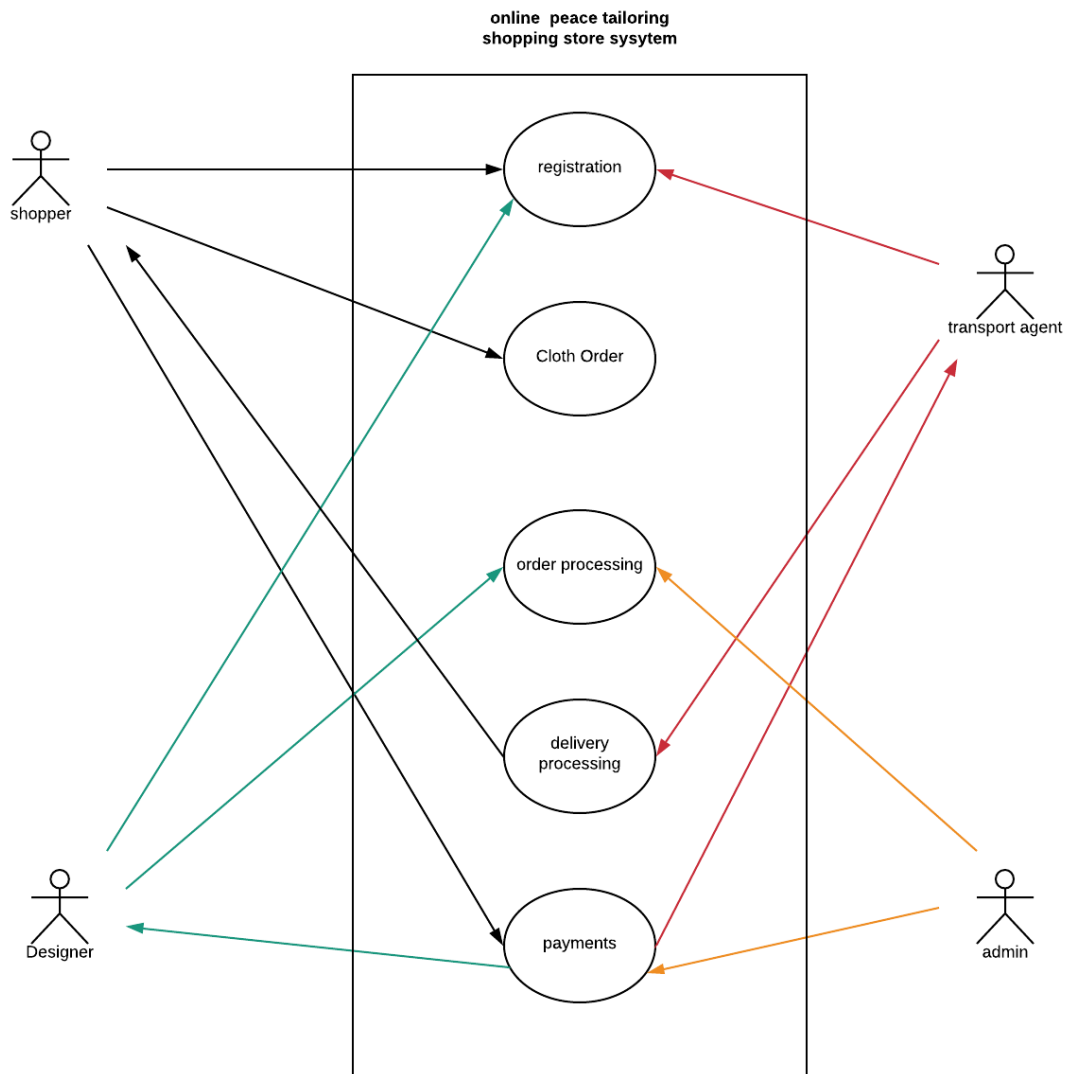 online  peace tailoring
shopping store sysytem
shopper
registration
transport agent
Cloth Order
order processing
delivery
processing
Designer
payments
admin